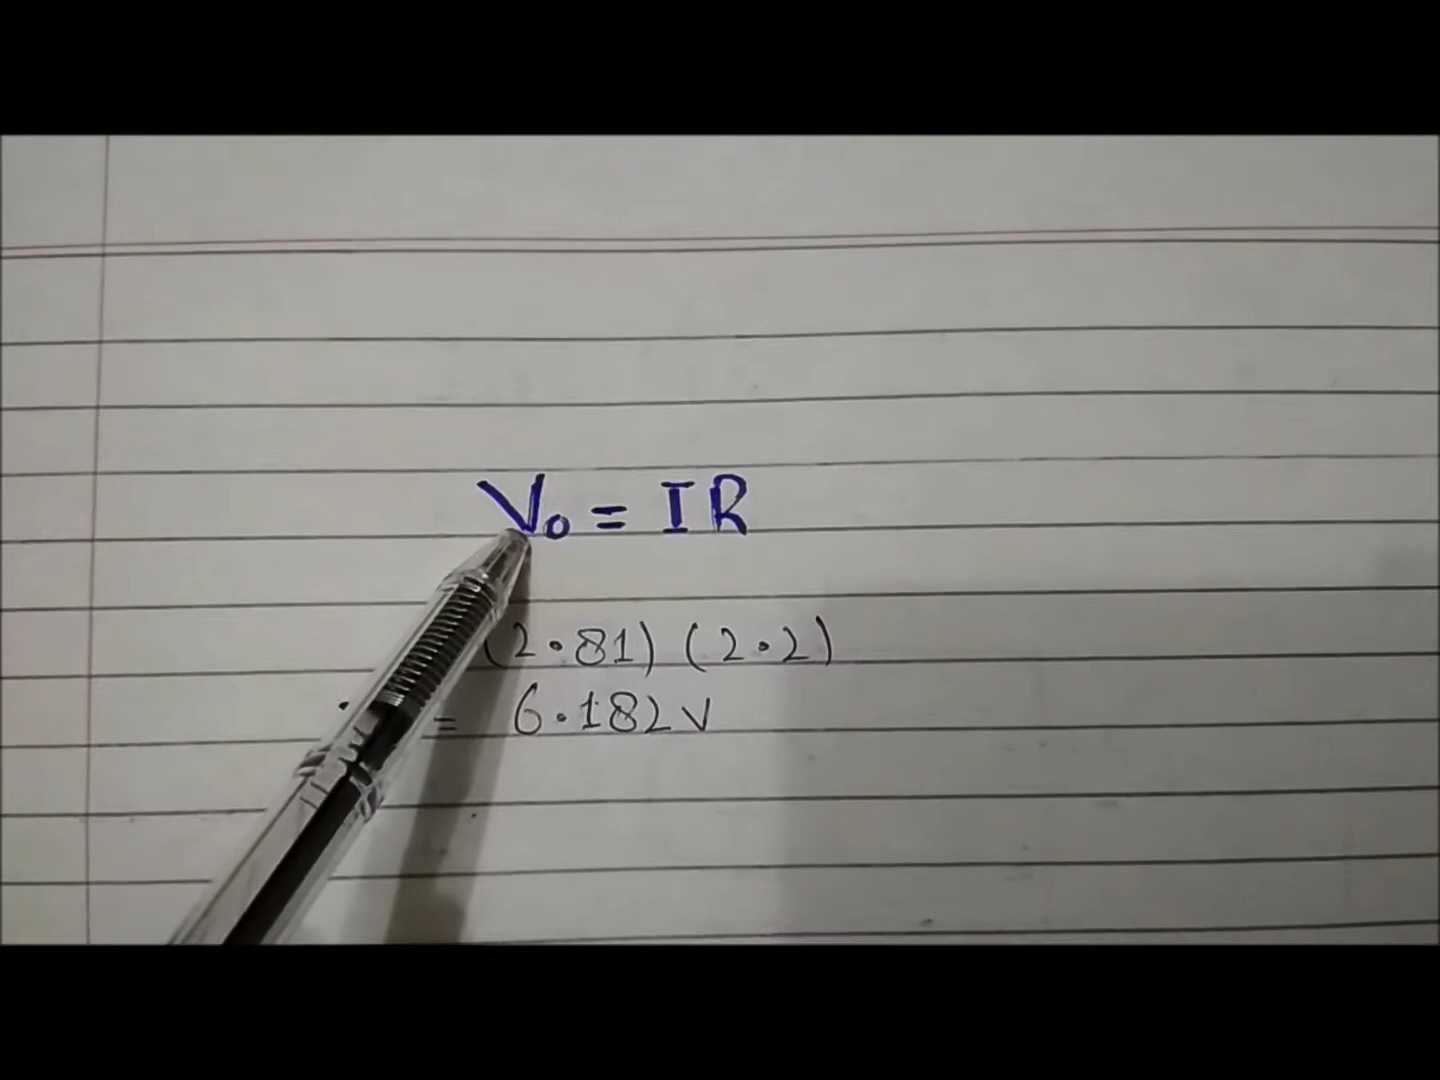 V₀ = IR
(2.81) (2.2)
= 6.182V